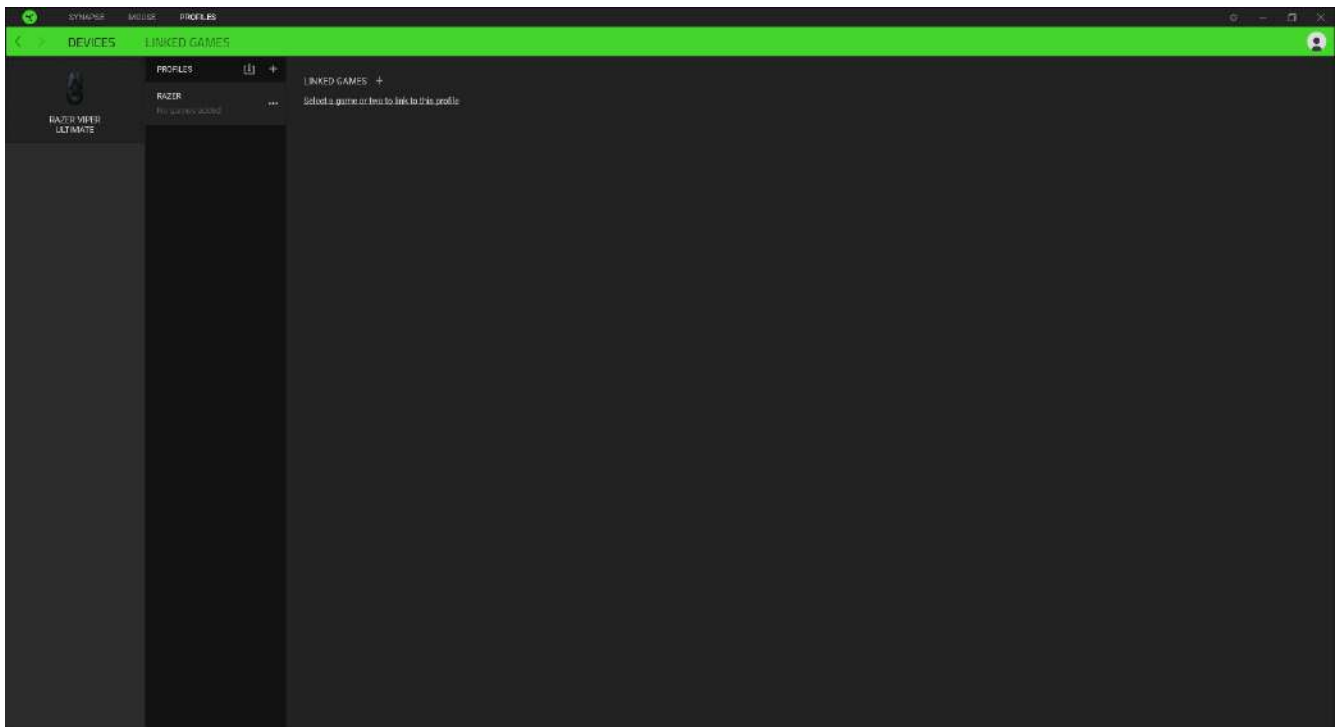 SYNAPSE MOUSE PROFILES
DEVICES LINKED GAMES
RAZER VIPER
ULTIMATE
PROFILES
RAZER
No games added
LINKED GAMES
Select a game or two to link to this profile